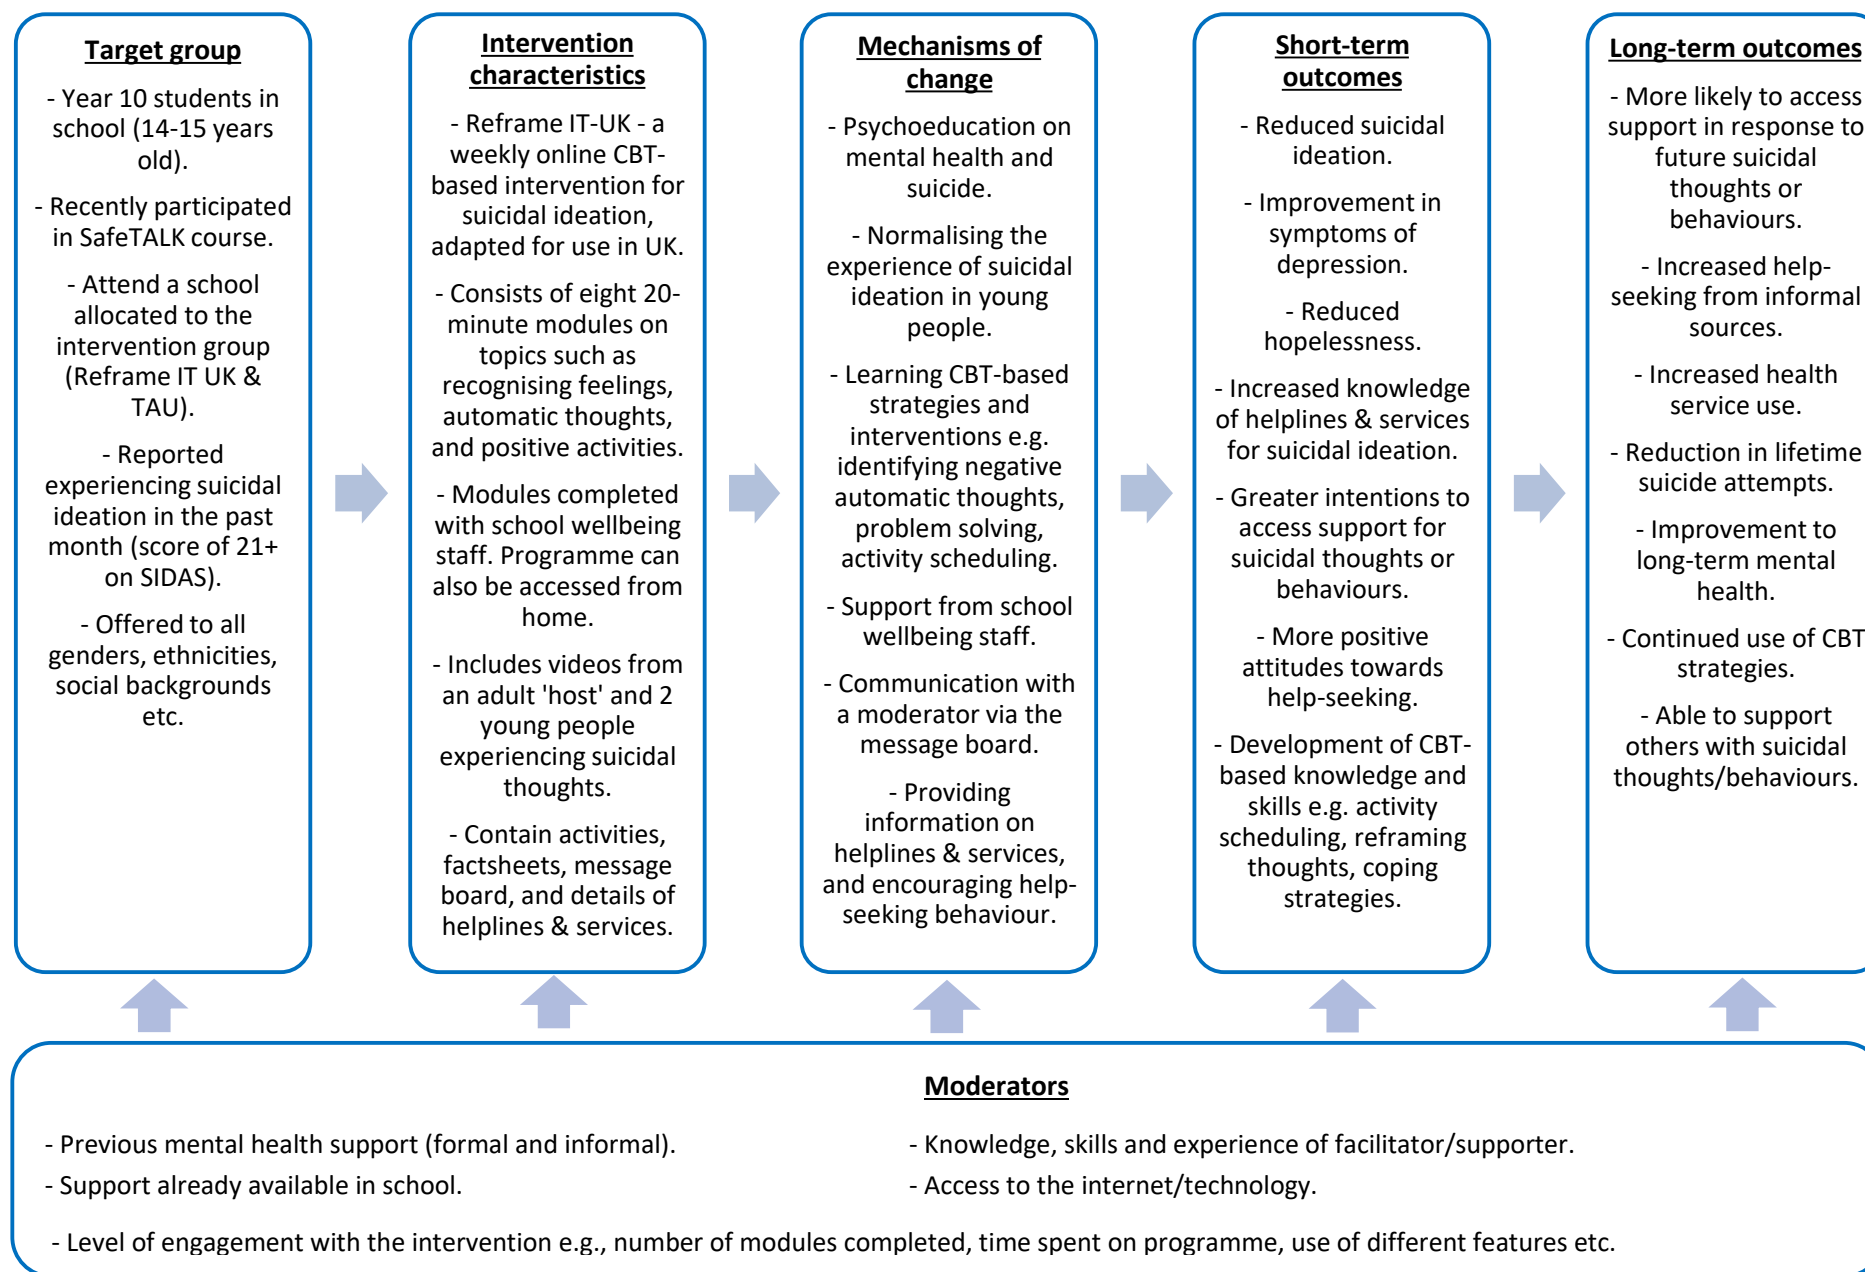 Target group
- Year 10 students in
school (14-15 years
old).
- Recently participated
in SafeTALK course.
- Attend a school
allocated to the
intervention group
(Reframe IT UK &
TAU).
- Reported
experiencing suicidal
ideation in the past
month (score of 21+
on SIDAS).
- Offered to all
genders, ethnicities,
social backgrounds
etc.
Intervention
characteristics
- Reframe IT-UK - a
weekly online CBT-
based intervention for
suicidal ideation,
adapted for use in UK.
- Consists of eight 20-
minute modules on
topics such as
recognising feelings,
automatic thoughts,
and positive activities.
- Modules completed
with school wellbeing
staff. Programme can
also be accessed from
home.
- Includes videos from
an adult 'host' and 2
young people
experiencing suicidal
thoughts.
- Contain activities,
factsheets, message
board, and details of
helplines & services.
Mechanisms of
change
- Psychoeducation on
mental health and
suicide.
- Normalising the
experience of suicidal
ideation in young
people.
- Learning CBT-based
strategies and
interventions e.g.
identifying negative
automatic thoughts,
problem solving,
activity scheduling.
- Support from school
wellbeing staff.
- Communication with
a moderator via the
message board.
- Providing
information on
helplines & services,
and encouraging help-
seeking behaviour.
Short-term
outcomes
- Reduced suicidal
ideation.
- Improvement in
symptoms of
depression.
- Reduced
hopelessness.
- Increased knowledge
of helplines & services
for suicidal ideation.
- Greater intentions to
access support for
suicidal thoughts or
behaviours.
- More positive
attitudes towards
help-seeking.
- Development of CBT-
based knowledge and
skills e.g. activity
scheduling, reframing
thoughts, coping
strategies.
Long-term outcomes
- More likely to access
support in response to
future suicidal
thoughts or
behaviours.
- Increased help-
seeking from informal
sources.
- Increased health
service use.
- Reduction in lifetime
suicide attempts.
- Improvement to
long-term mental
health.
- Continued use of CBT
strategies.
- Able to support
others with suicidal
thoughts/behaviours.
Moderators
- Previous mental health support (formal and informal).
- Knowledge, skills and experience of facilitator/supporter.
- Support already available in school.
- Access to the internet/technology.
- Level of engagement with the intervention e.g., number of modules completed, time spent on programme, use of different features etc.